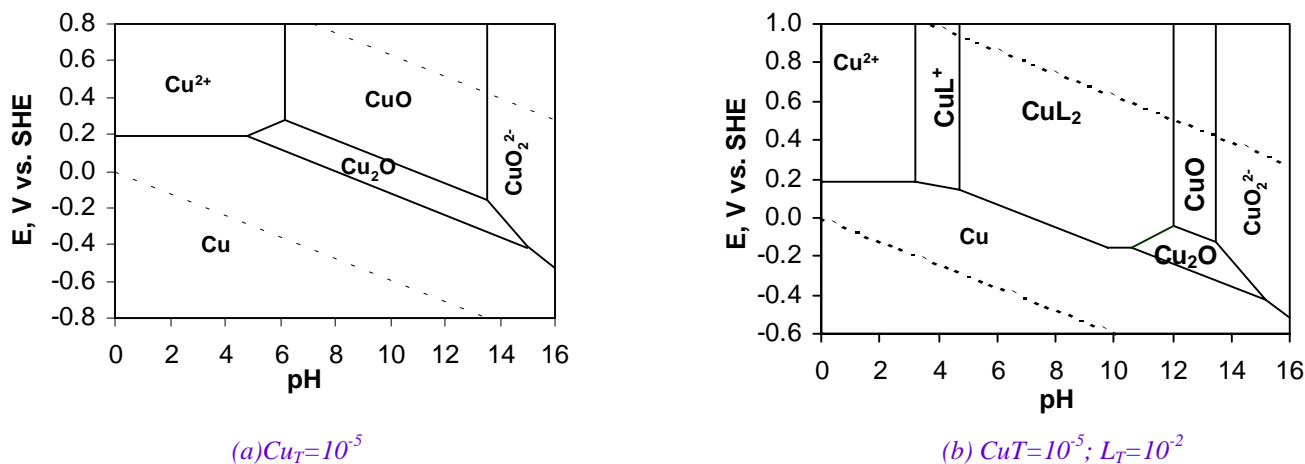 E, V vs. SHE
0.8
0.6
0.4
0.2
0.0
-0.2
-0.4
-0.6
-0.8
Cu²⁺
CuO
Cu₂O
CuO₂²⁻
Cu
0 2 4 6 8 10 12 14 16
pH
(a)Cu_T=10⁻⁵
E, V vs. SHE
1.0
0.8
0.6
0.4
0.2
0.0
-0.2
-0.4
-0.6
Cu²⁺
CuL⁺
CuL₂
CuO
CuO₂²⁻
Cu
Cu₂O
0 2 4 6 8 10 12 14 16
pH
(b) CuT=10⁻⁵; L_T=10⁻²